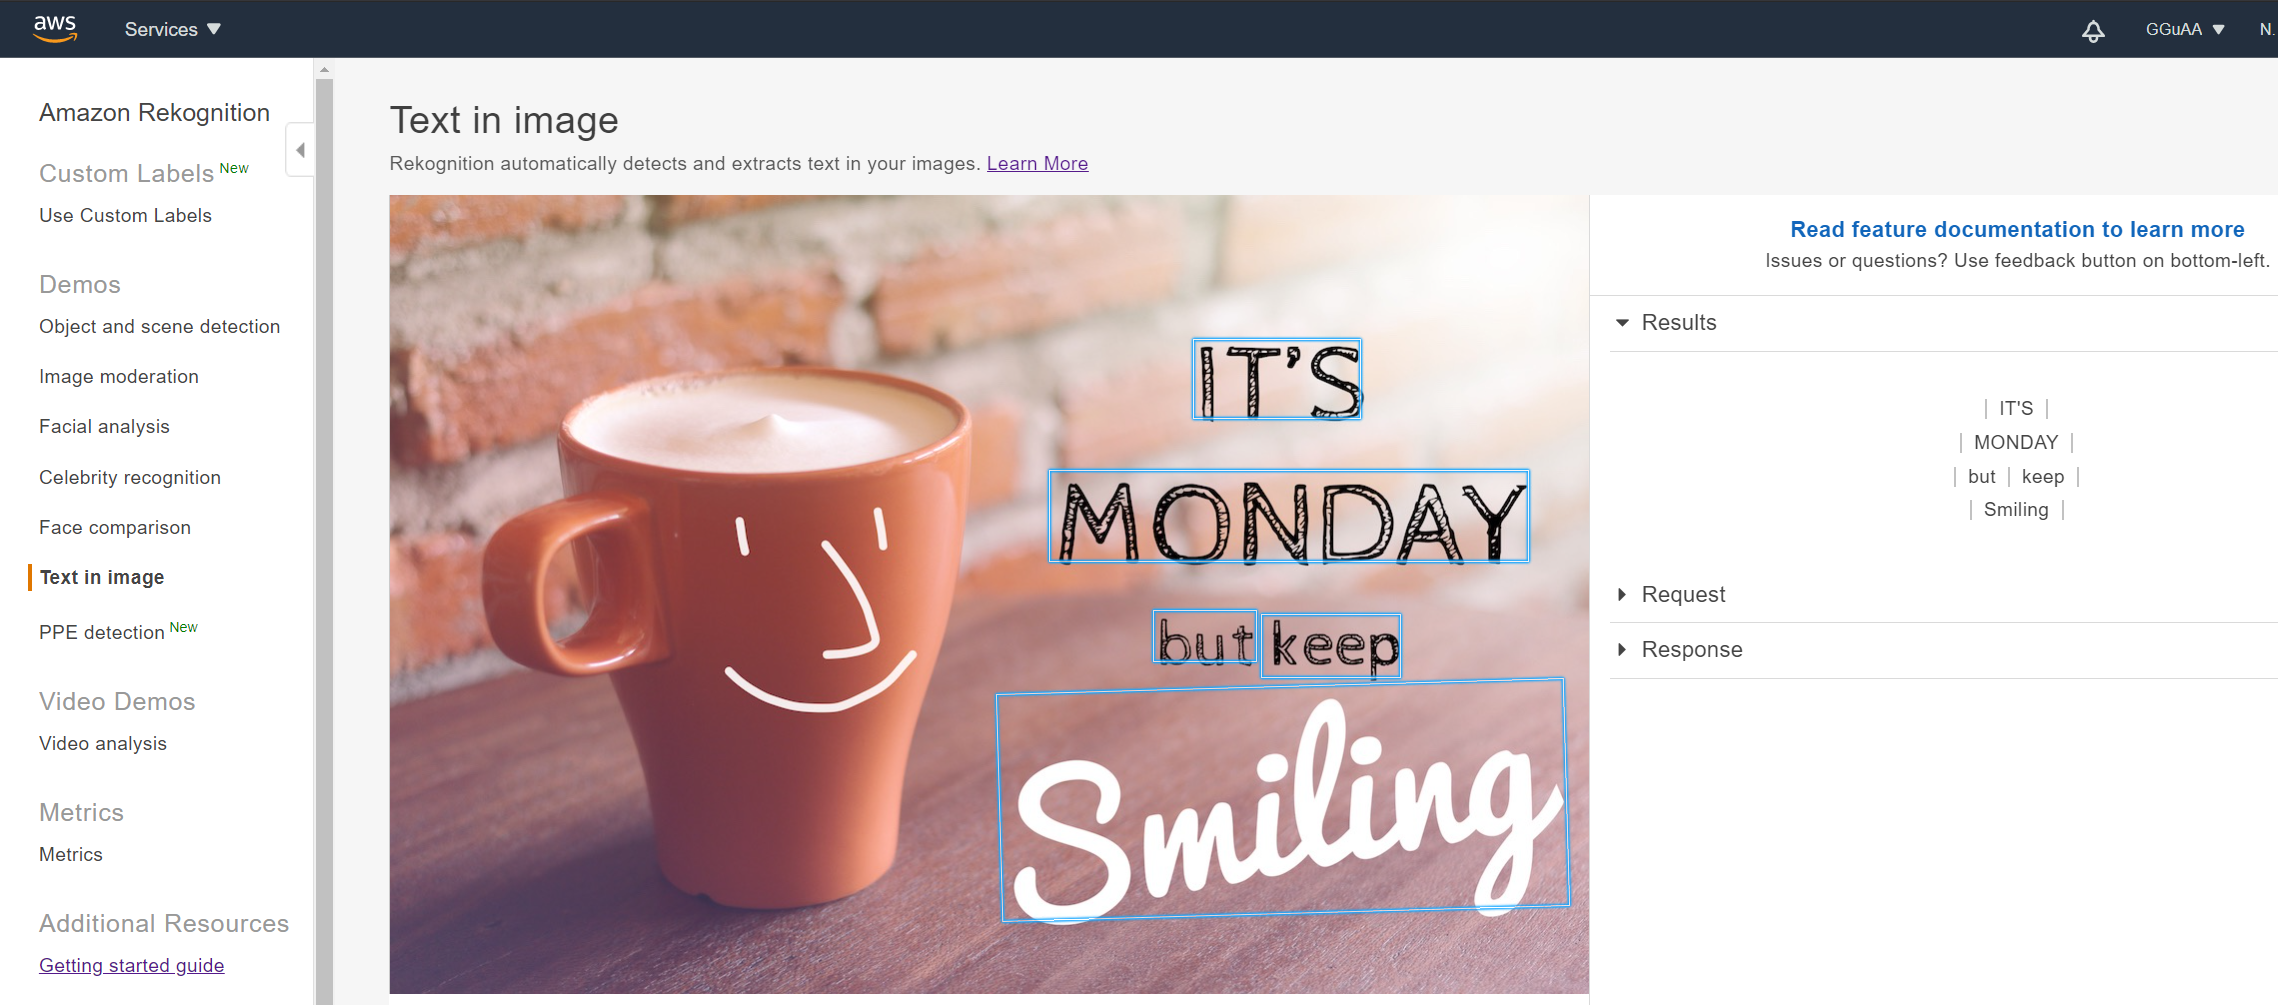 aws Services GGuAA N.
Amazon Rekognition
Custom Labels New
Use Custom Labels
Demos
Object and scene detection
Image moderation
Facial analysis
Celebrity recognition
Face comparison
Text in image
PPE detection New
Video Demos
Video analysis
Metrics
Metrics
Additional Resources
Getting started guide
Text in image
Rekognition automatically detects and extracts text in your images. Learn More
IT'S
MONDAY
but keep
Smiling
Read feature documentation to learn more
Issues or questions? Use feedback button on bottom-left.
Results
| IT'S |
| MONDAY |
| but | keep |
| Smiling |
Request
Response